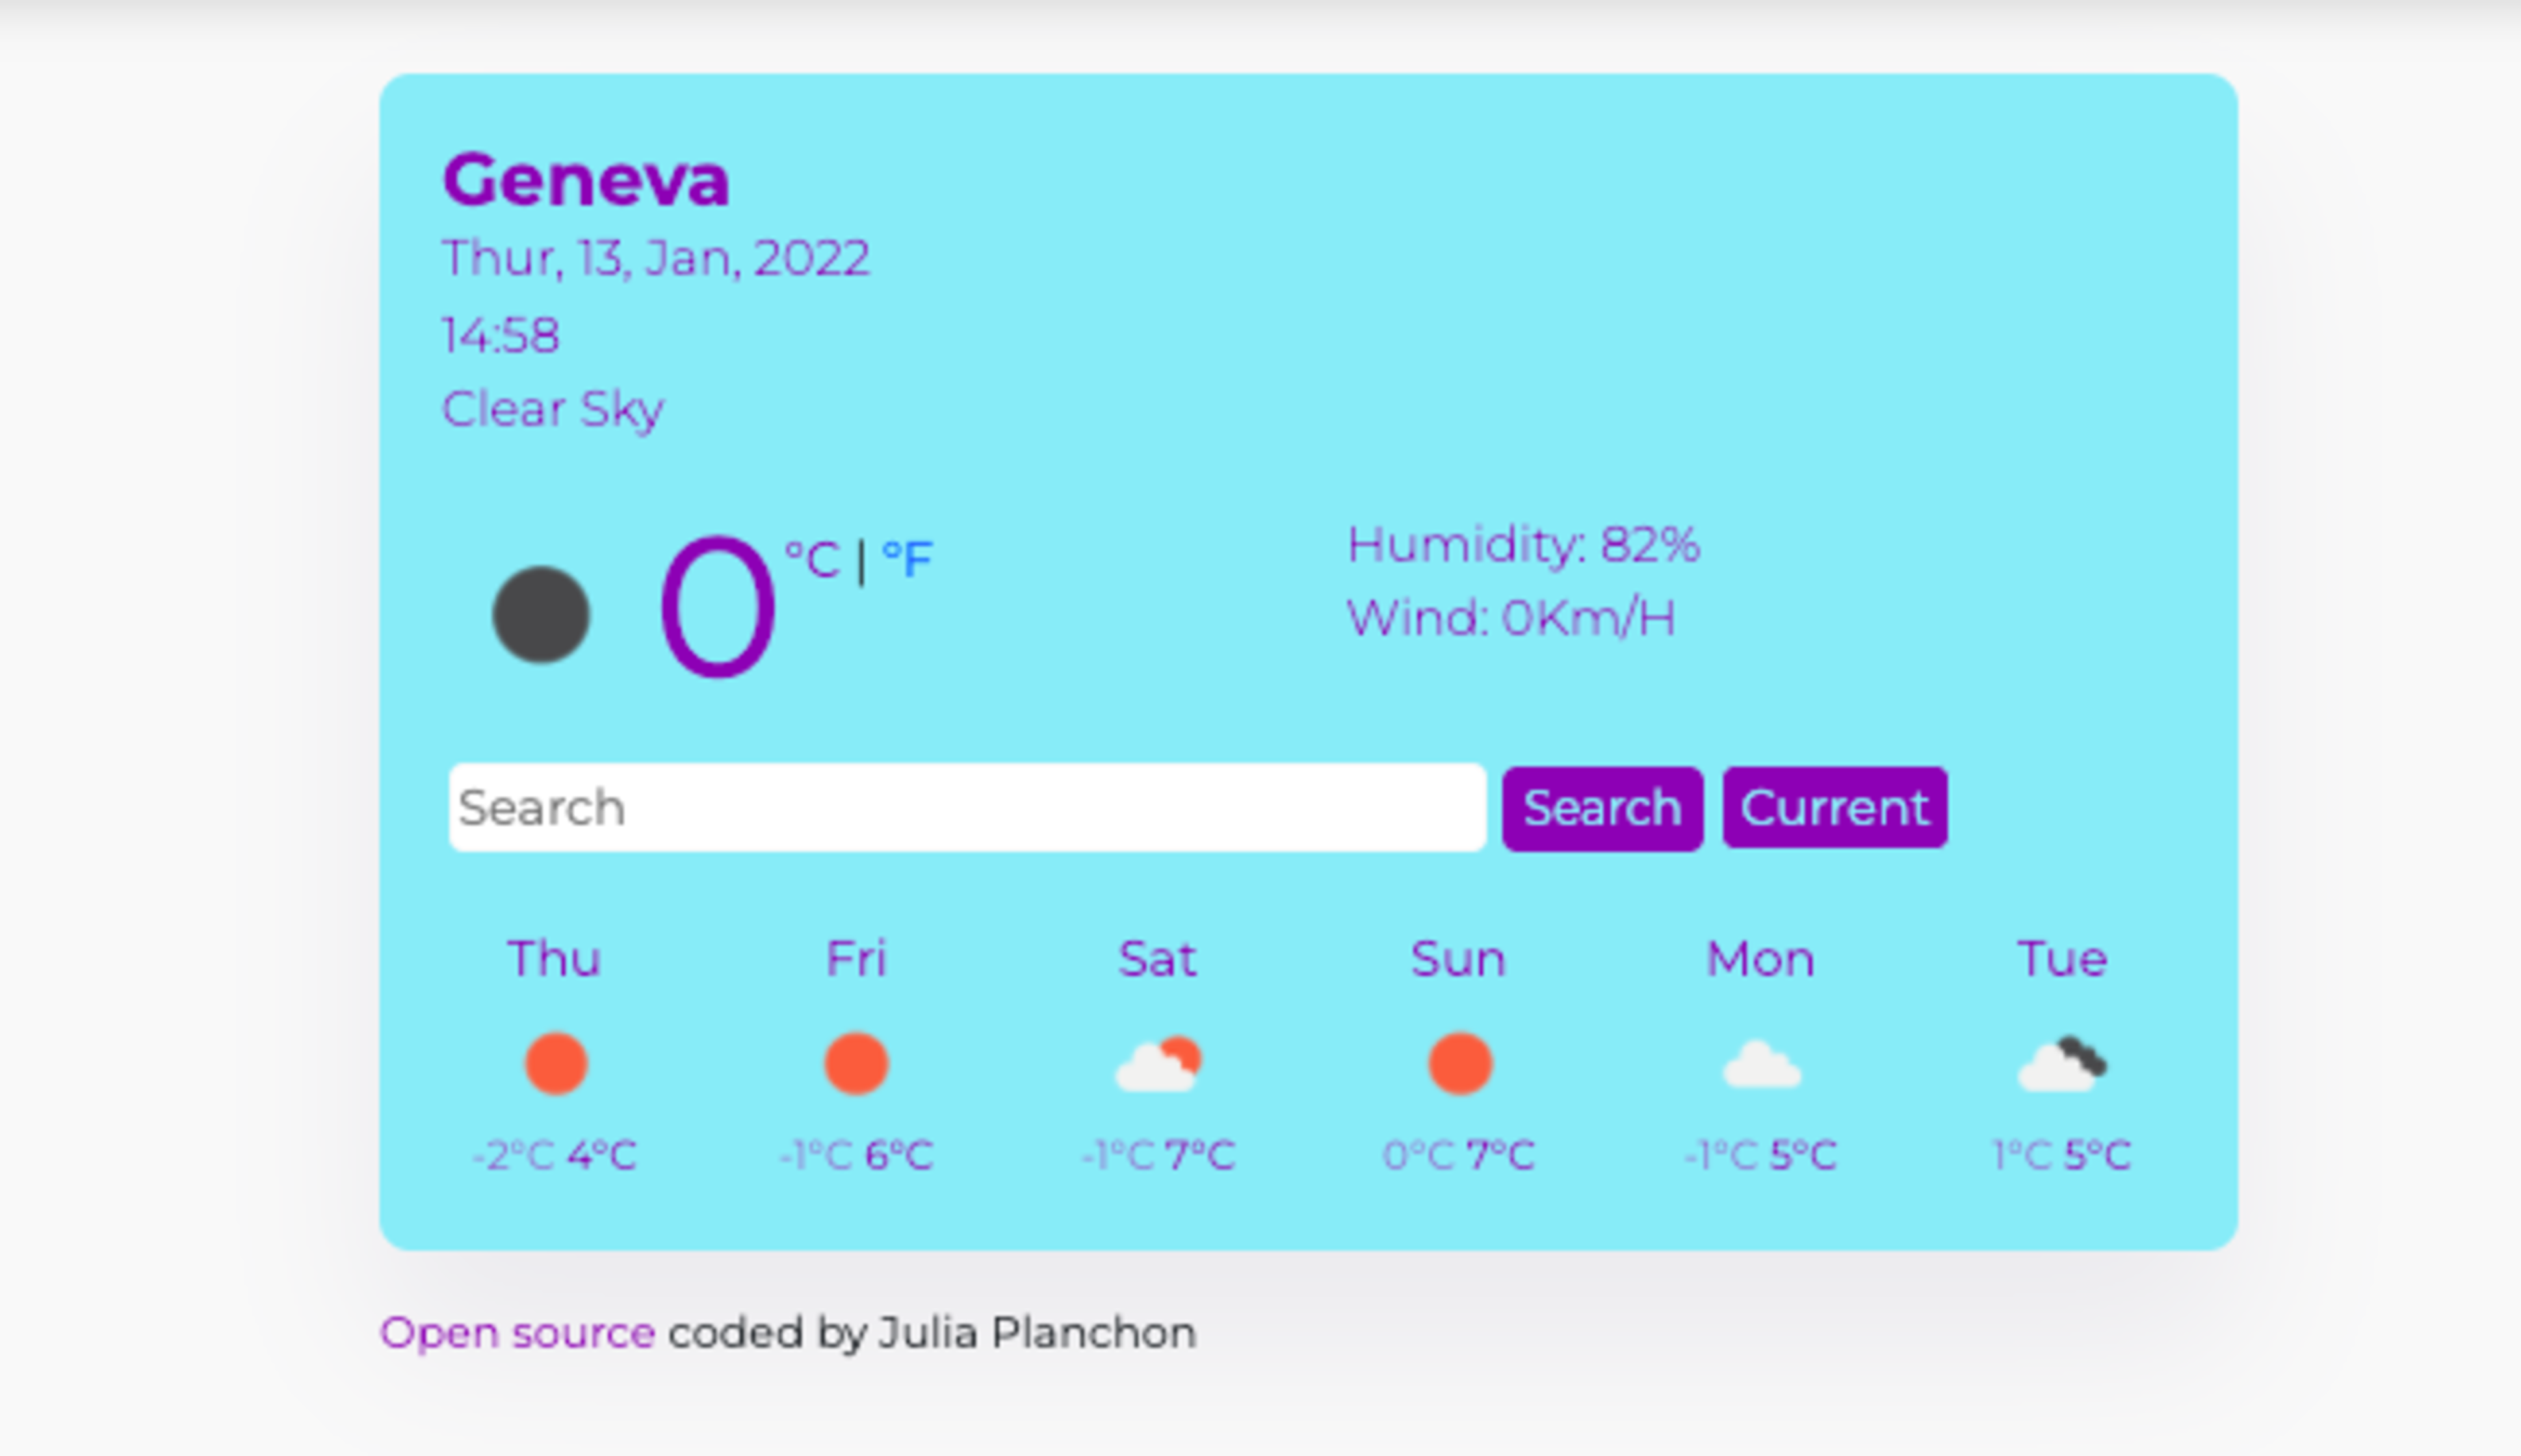 Geneva
Thur, 13, Jan, 2022
14:58
Clear Sky
0 °C | °F
Humidity: 82%
Wind: 0Km/H
Search Search Current
Thu Fri Sat Sun Mon Tue
-2°C 4°C -1°C 6°C -1°C 7°C 0°C 7°C -1°C 5°C 1°C 5°C
Open source coded by Julia Planchon